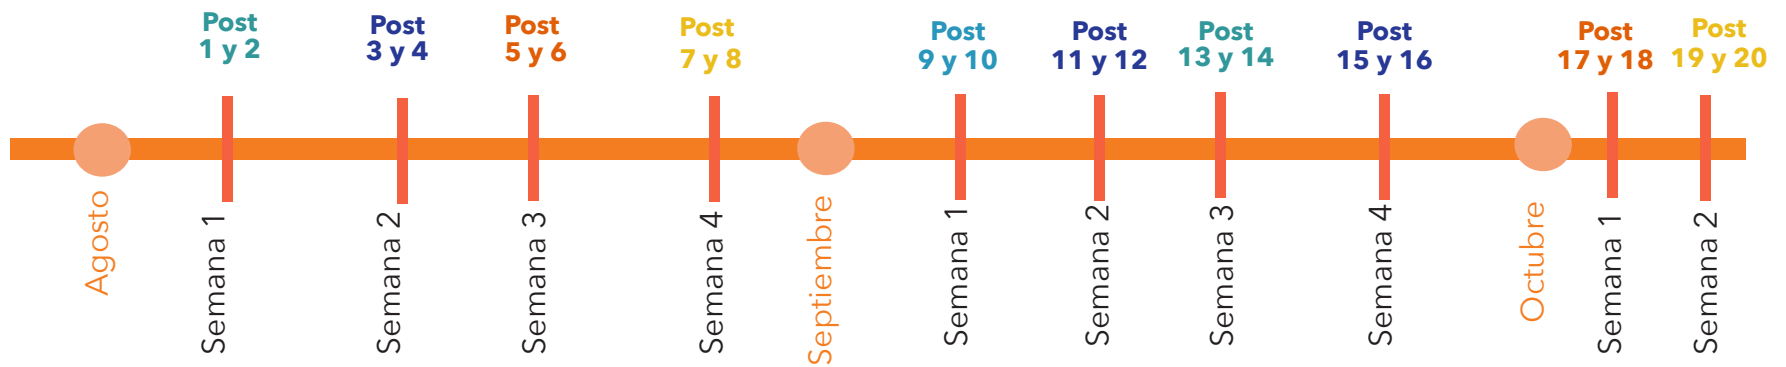 Post
1 y 2
Post
3 y 4
Post
5 y 6
Post
7 y 8
Post
9 y 10
Post
11 y 12
Post
13 y 14
Post
15 y 16
Post
17 y 18
Post
19 y 20
Agosto
Semana 1
Semana 2
Semana 3
Semana 4
Septiembre
Semana 1
Semana 2
Semana 3
Semana 4
Octubre
Semana 1
Semana 2